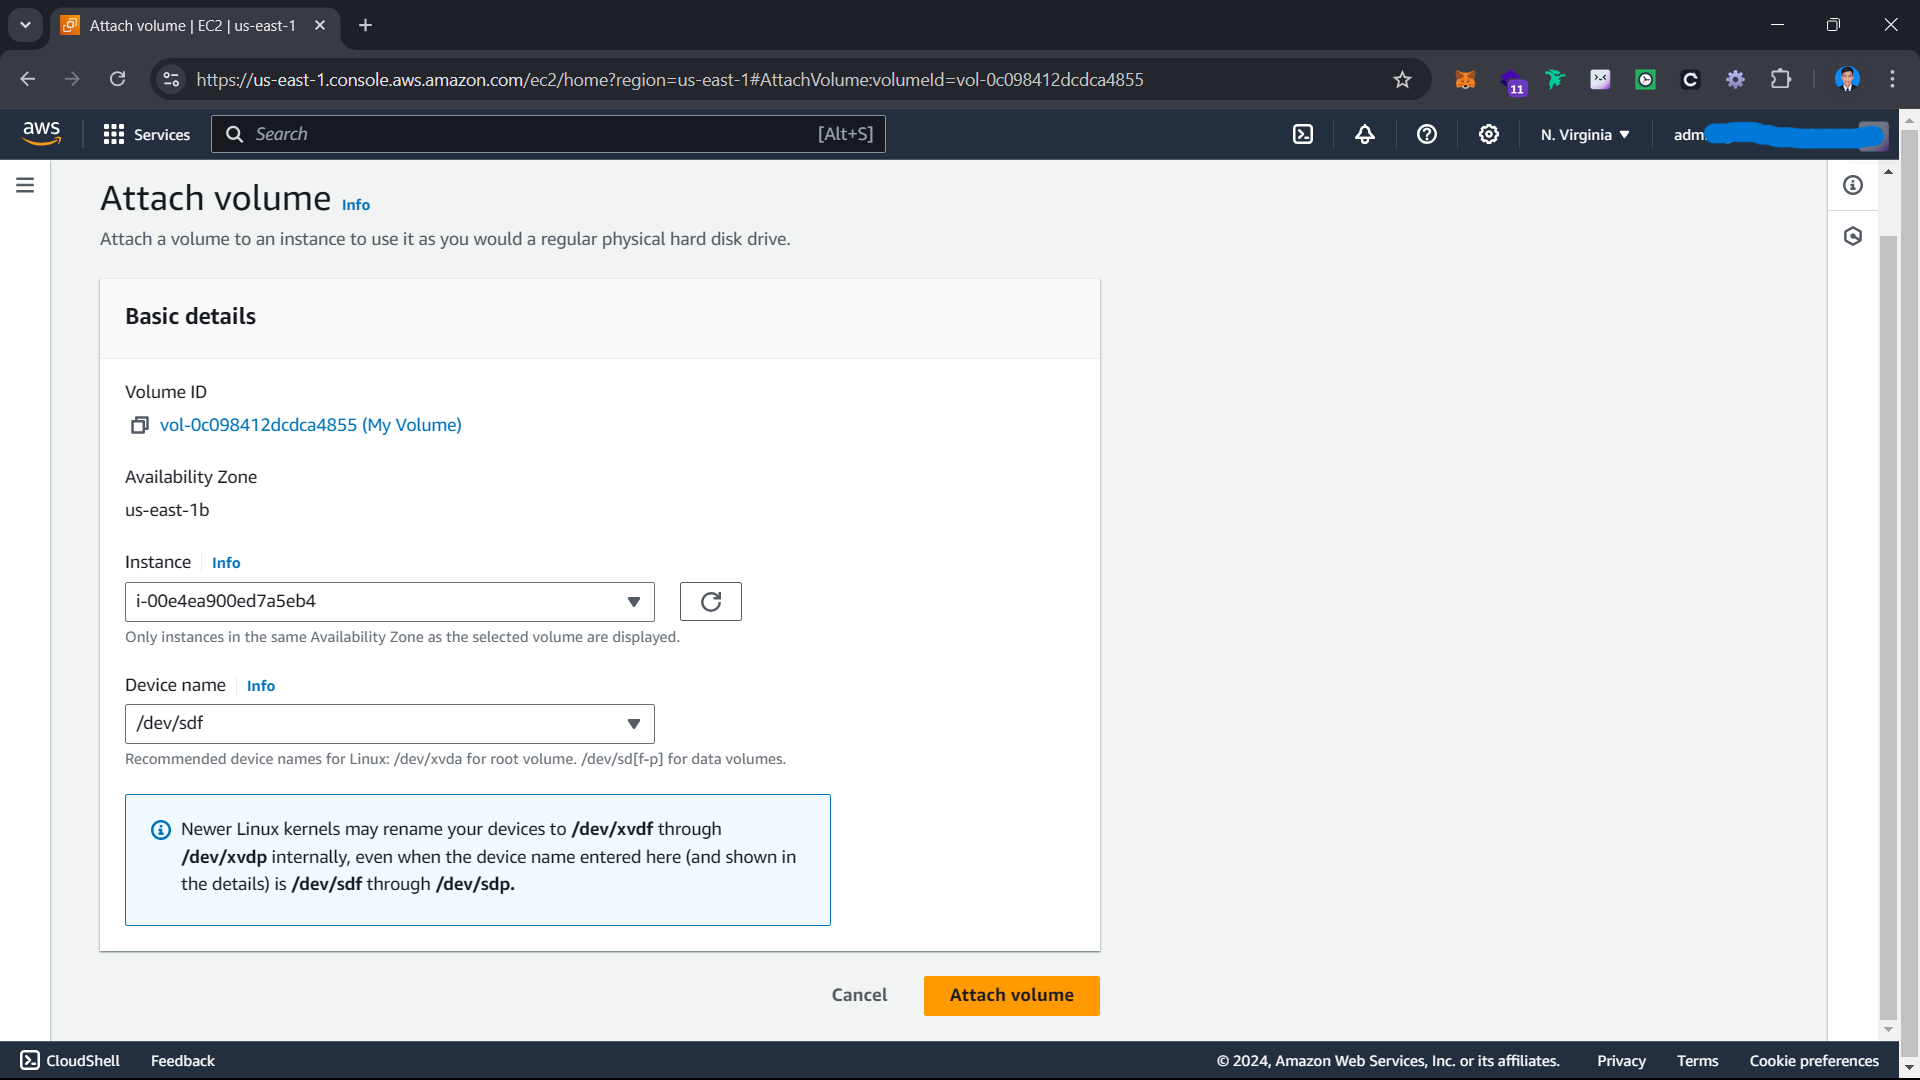 Attach volume | EC2 | us-east-1
https://us-east-1.console.aws.amazon.com/ec2/home?region=us-east-1#AttachVolume:volumeId=vol-0c098412dcdca4855
11
aws
Services
Search
[Alt+S]
N. Virginia
adm
Attach volume Info
Attach a volume to an instance to use it as you would a regular physical hard disk drive.
Basic details
Volume ID
vol-0c098412dcdca4855 (My Volume)
Availability Zone
us-east-1b
Instance Info
i-00e4ea900ed7a5eb4
Only instances in the same Availability Zone as the selected volume are displayed.
Device name Info
/dev/sdf
Recommended device names for Linux: /dev/xvda for root volume. /dev/sd[f-p] for data volumes.
Newer Linux kernels may rename your devices to /dev/xvdf through
/dev/xvdp internally, even when the device name entered here (and shown in
the details) is /dev/sdf through /dev/sdp.
Cancel
Attach volume
CloudShell
Feedback
© 2024, Amazon Web Services, Inc. or its affiliates.
Privacy
Terms
Cookie preferences